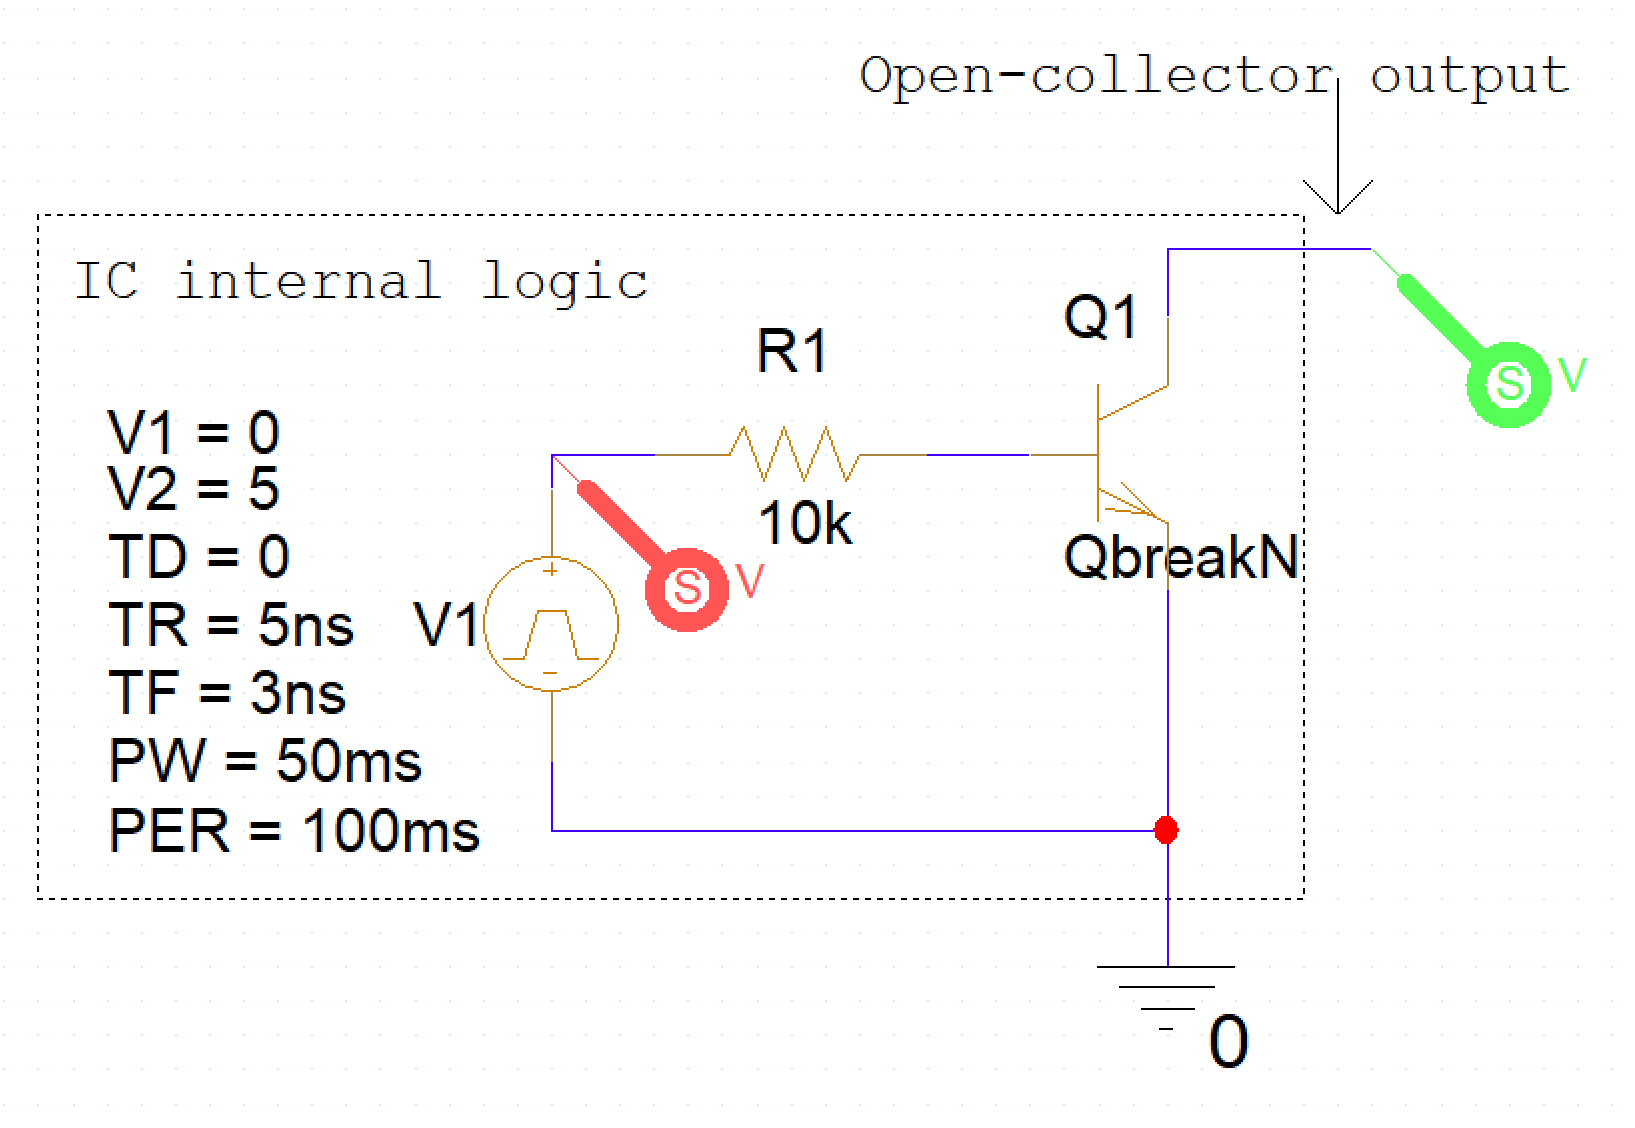 Open-collector output
IC internal logic
Q1
R1
V1 = 0
V2 = 5
TD = 0
TR = 5ns
TF = 3ns
PW = 50ms
PER = 100ms
10k
QbreakN
V1
S V
S V
0